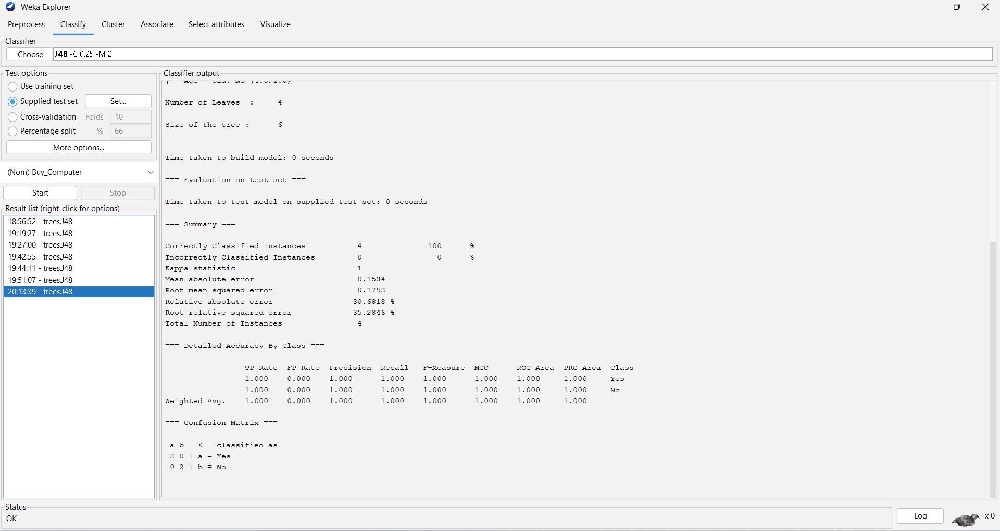 Weka Explorer
Preprocess Classify Cluster Associate Select attributes Visualize
Classifier
Choose J48 -C 0.25 -M 2
Test options
Use training set
Supplied test set Set...
Cross-validation Folds 10
Percentage split % 66
More options...
(Nom) Buy_Computer
Start Stop
Result list (right-click for options)
18:56:52 - trees.J48
19:19:27 - trees.J48
19:27:00 - trees.J48
19:42:55 - trees.J48
19:44:11 - trees.J48
19:51:07 - trees.J48
20:13:39 - trees.J48
Classifier output
| Age = Old: No (4.0/1.0)
Number of Leaves : 4
Size of the tree : 6
Time taken to build model: 0 seconds
=== Evaluation on test set ===
Time taken to test model on supplied test set: 0 seconds
=== Summary ===
Correctly Classified Instances 4 100 %
Incorrectly Classified Instances 0 0 %
Kappa statistic 1
Mean absolute error 0.1534
Root mean squared error 0.1793
Relative absolute error 30.6818 %
Root relative squared error 35.2846 %
Total Number of Instances 4
=== Detailed Accuracy By Class ===
TP Rate FP Rate Precision Recall F-Measure MCC ROC Area PRC Area Class
1.000 0.000 1.000 1.000 1.000 1.000 1.000 1.000 Yes
1.000 0.000 1.000 1.000 1.000 1.000 1.000 1.000 No
Weighted Avg. 1.000 0.000 1.000 1.000 1.000 1.000 1.000 1.000
=== Confusion Matrix ===
a b <-- classified as
2 0 | a = Yes
0 2 | b = No
Status
OK
Log
x 0